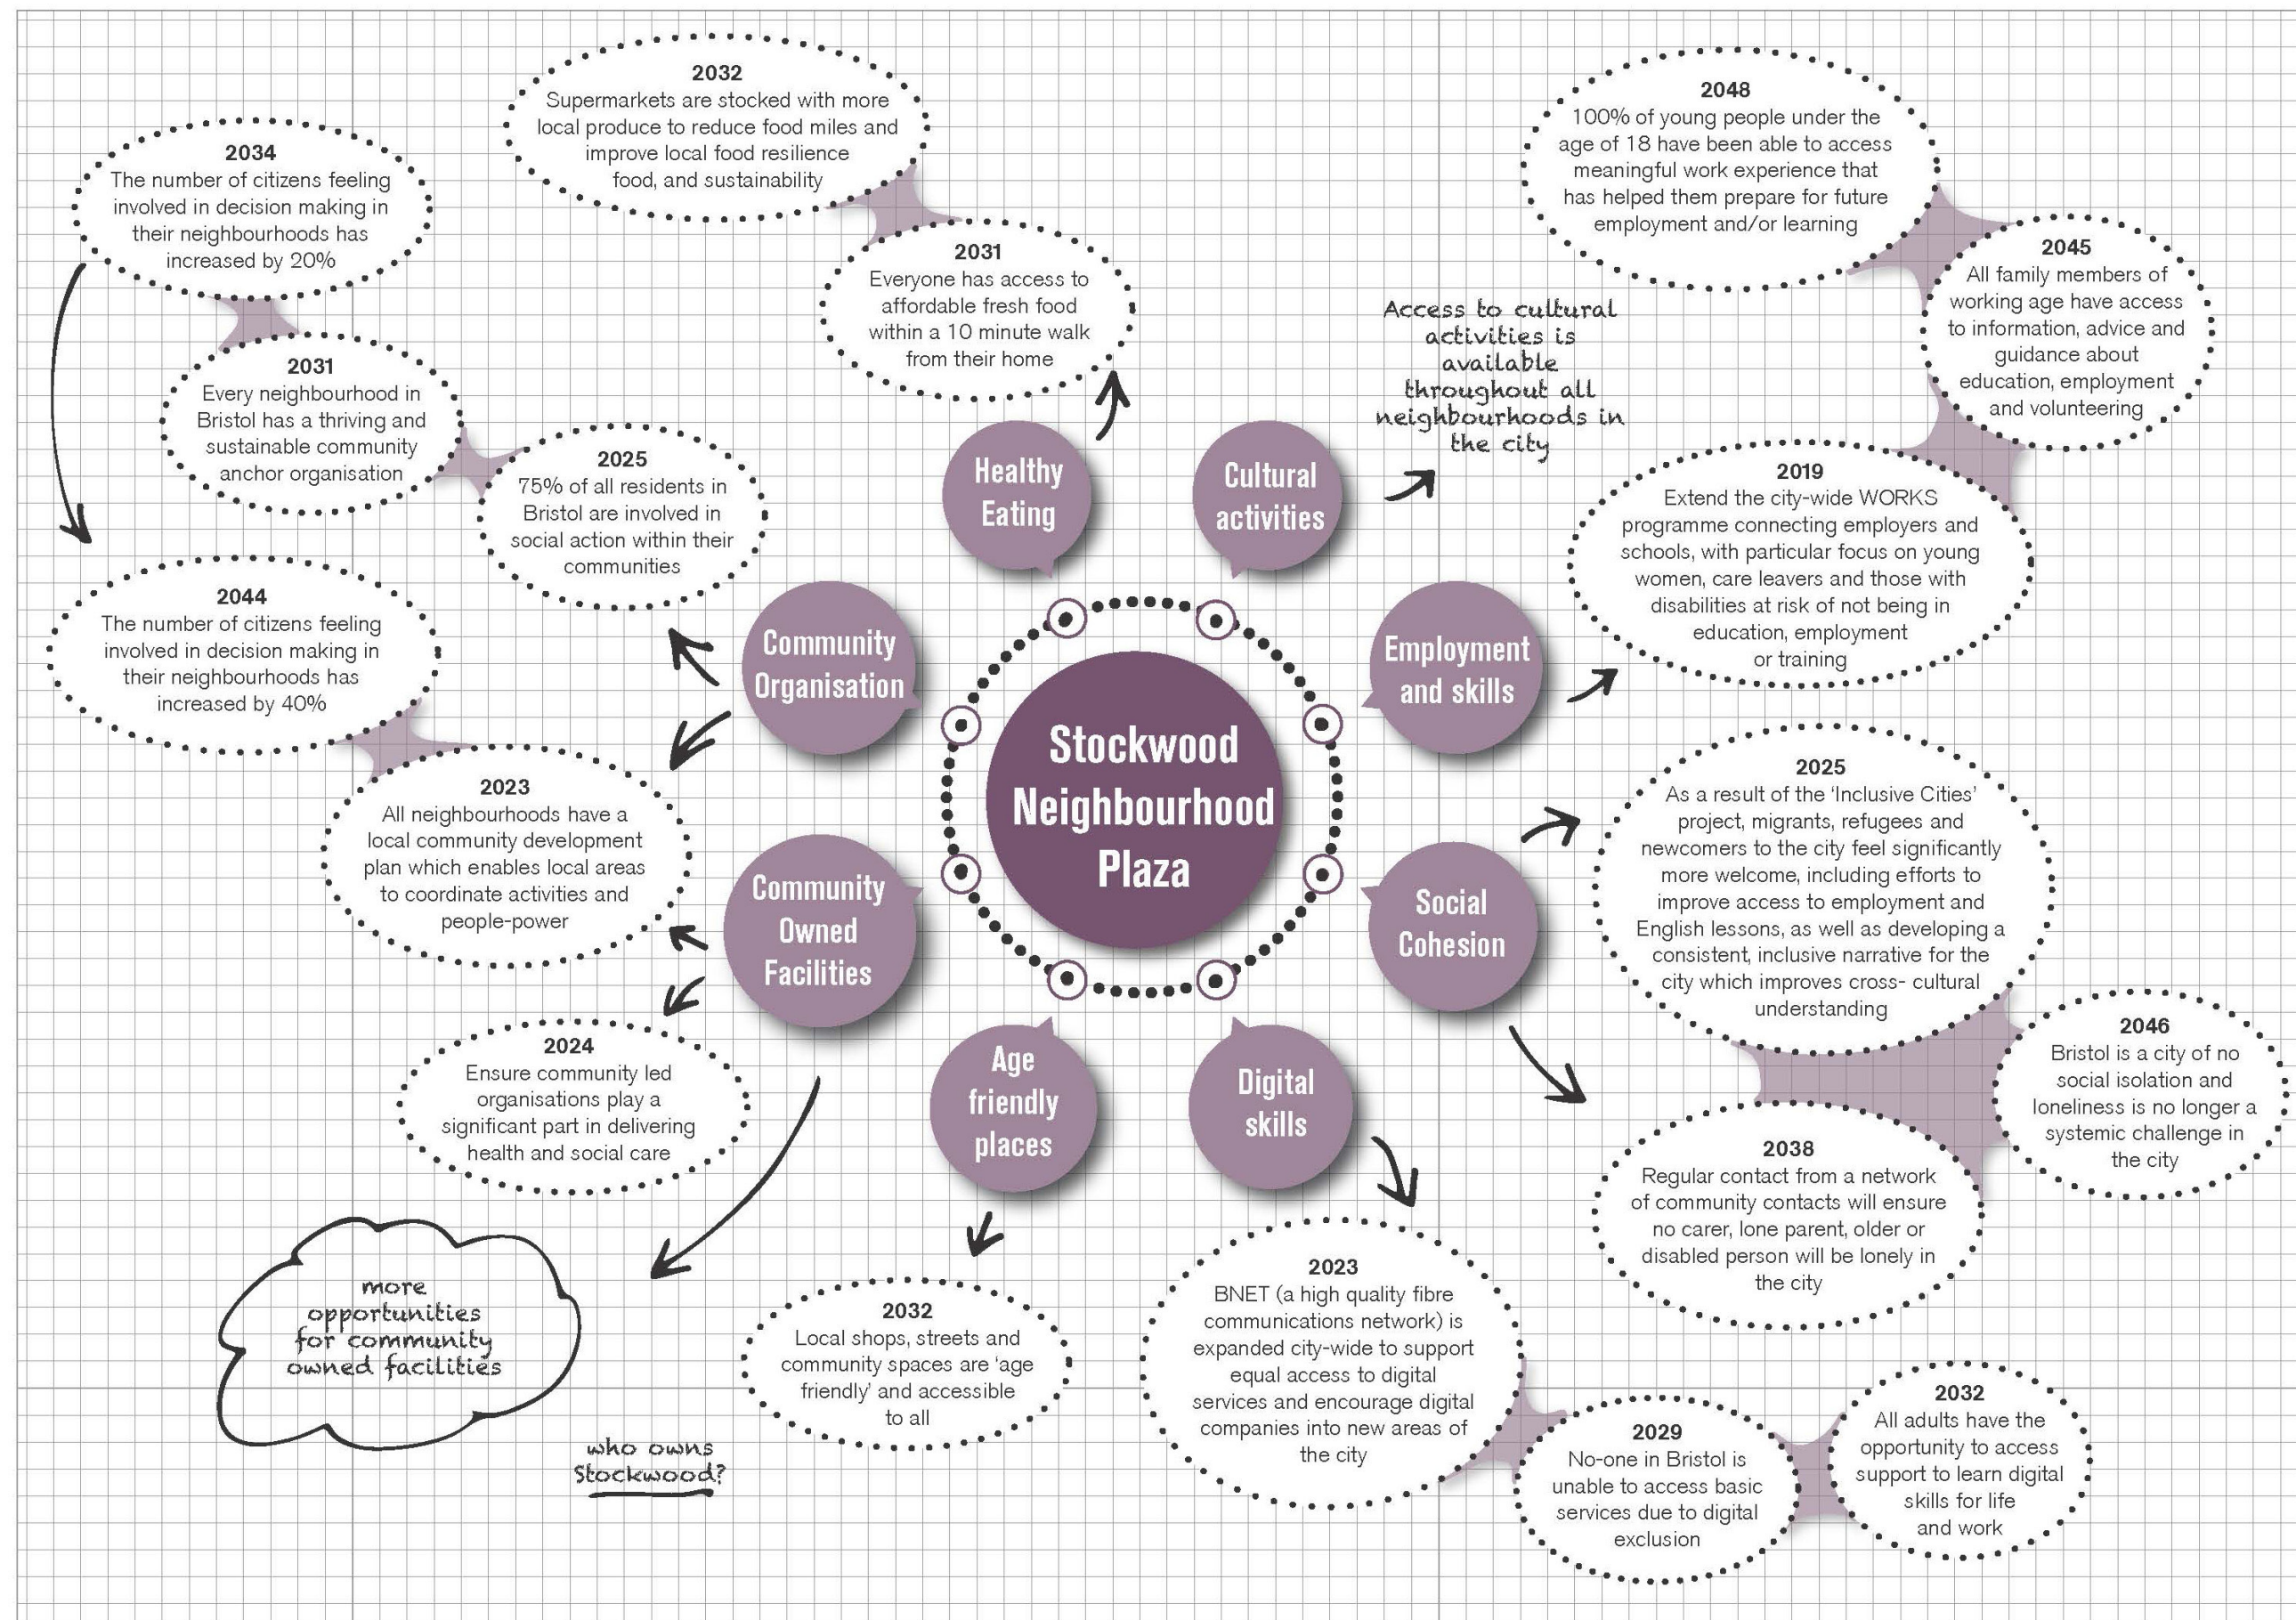 2032
Supermarkets are stocked with more
local produce to reduce food miles and
improve local food resilience
food, and sustainability
2034
The number of citizens feeling
involved in decision making in
their neighbourhoods has
increased by 20%
2031
Everyone has access to
affordable fresh food
within a 10 minute walk
from their home
2031
Every neighbourhood in
Bristol has a thriving and
sustainable community
anchor organisation
2025
75% of all residents in
Bristol are involved in
social action within their
communities
2044
The number of citizens feeling
involved in decision making in
their neighbourhoods has
increased by 40%
2023
All neighbourhoods have a
local community development
plan which enables local areas
to coordinate activities and
people-power
2024
Ensure community led
organisations play a
significant part in delivering
health and social care
more
opportunities
for community
owned facilities
who owns
Stockwood?
Healthy
Eating
Cultural
activities
Community
Organisation
Employment
and skills
Stockwood
Neighbourhood
Plaza
Community
Owned
Facilities
Social
Cohesion
Age
friendly
places
Digital
skills
Access to cultural
activities is
available
throughout all
neighbourhoods in
the city
2048
100% of young people under the
age of 18 have been able to access
meaningful work experience that
has helped them prepare for future
employment and/or learning
2045
All family members of
working age have access
to information, advice and
guidance about
education, employment
and volunteering
2019
Extend the city-wide WORKS
programme connecting employers and
schools, with particular focus on young
women, care leavers and those with
disabilities at risk of not being in
education, employment
or training
2025
As a result of the ‘Inclusive Cities’
project, migrants, refugees and
newcomers to the city feel significantly
more welcome, including efforts to
improve access to employment and
English lessons, as well as developing a
consistent, inclusive narrative for the
city which improves cross- cultural
understanding
2046
Bristol is a city of no
social isolation and
loneliness is no longer a
systemic challenge in
the city
2038
Regular contact from a network
of community contacts will ensure
no carer, lone parent, older or
disabled person will be lonely in
the city
2032
Local shops, streets and
community spaces are ‘age
friendly’ and accessible
to all
2023
BNET (a high quality fibre
communications network) is
expanded city-wide to support
equal access to digital
services and encourage digital
companies into new areas of
the city
2029
No-one in Bristol is
unable to access basic
services due to digital
exclusion
2032
All adults have the
opportunity to access
support to learn digital
skills for life
and work